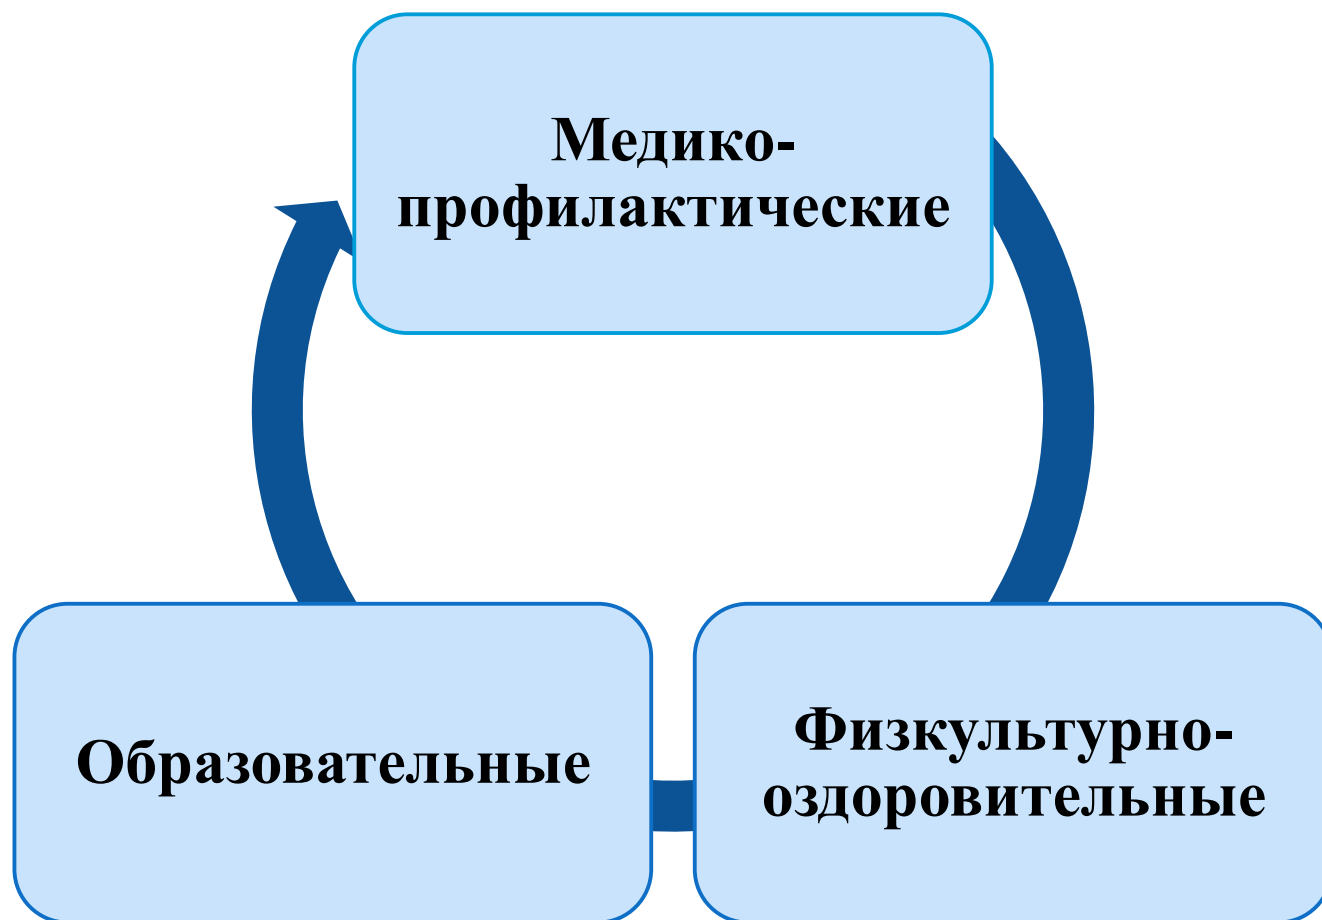 Медико-
профилактические
Образовательные
Физкультурно-
оздоровительные